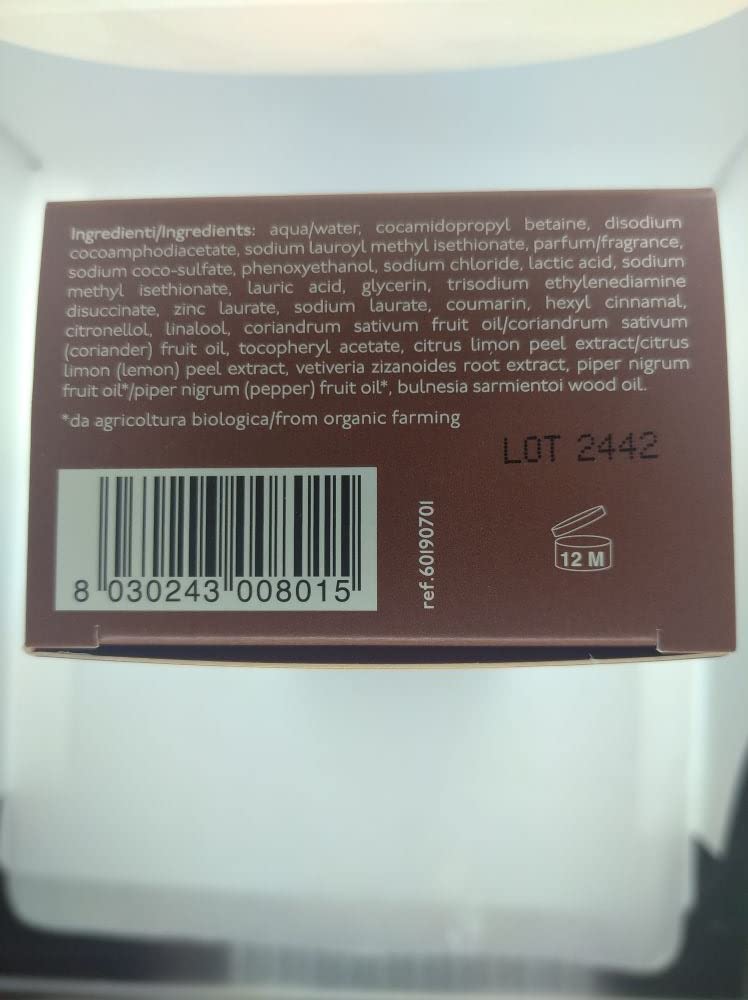 Ingredienti/Ingredients: aqua/water, cocamidopropyl betaine, disodium
cocoamphodiacetate, sodium lauroyl methyl isethionate, parfum/fragrance,
sodium coco-sulfate, phenoxyethanol, sodium chloride, lactic acid, sodium
methyl isethionate, lauric acid, glycerin, trisodium ethylenediamine
disuccinate, zinc laurate, sodium laurate, coumarin, hexyl cinnamal,
citronellol, linalool, coriandrum sativum fruit oil/coriandrum sativum
(coriander) fruit oil, tocopheryl acetate, citrus limon peel extract/citrus
limon (lemon) peel extract, vetiveria zizanoides root extract, piper nigrum
fruit oil*/piper nigrum (pepper) fruit oil*, bulnesia sarmientoi wood oil.
*da agricoltura biologica/from organic farming
LOT 2442
8 030243 008015
ref.60190701
12 M